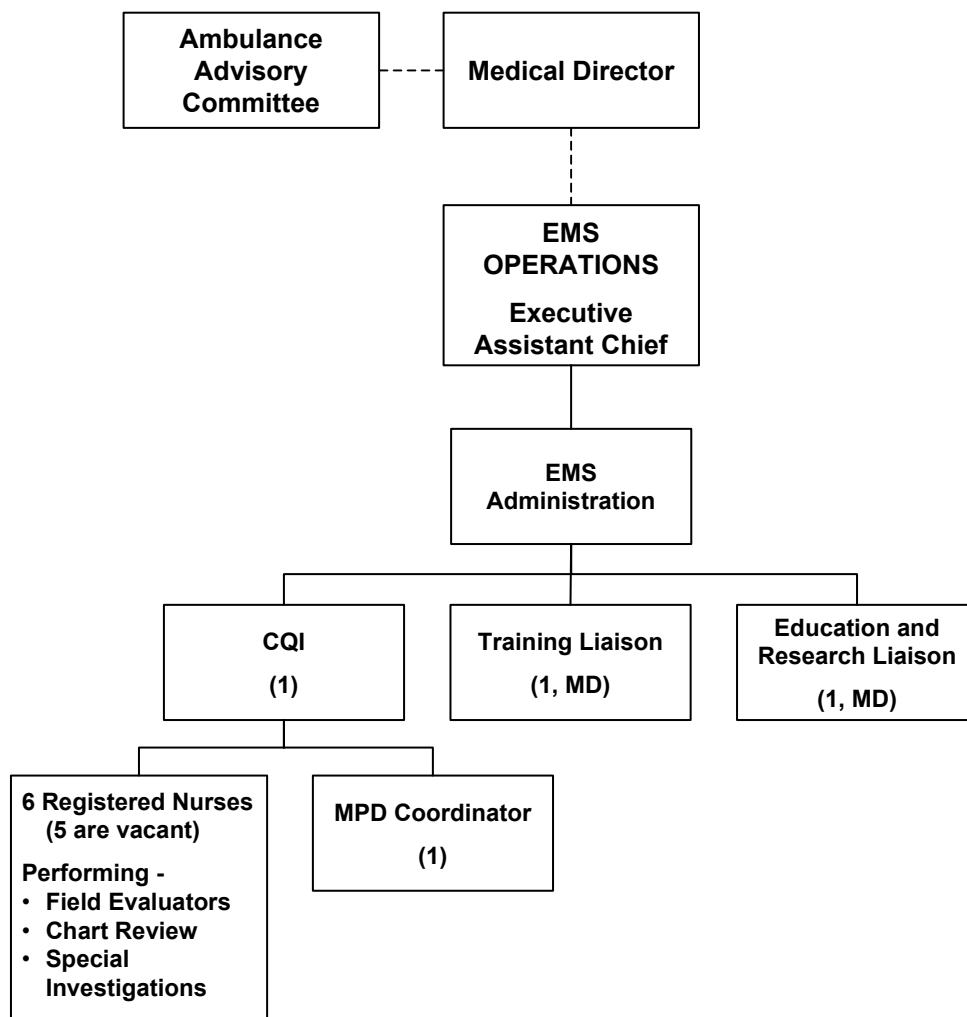 Ambulance
Advisory
Committee
Medical Director
EMS
OPERATIONS
Executive
Assistant Chief
EMS
Administration
CQI
(1)
Training Liaison
(1, MD)
Education and
Research Liaison
(1, MD)
6 Registered Nurses
(5 are vacant)
Performing -
• Field Evaluators
• Chart Review
• Special
Investigations
MPD Coordinator
(1)